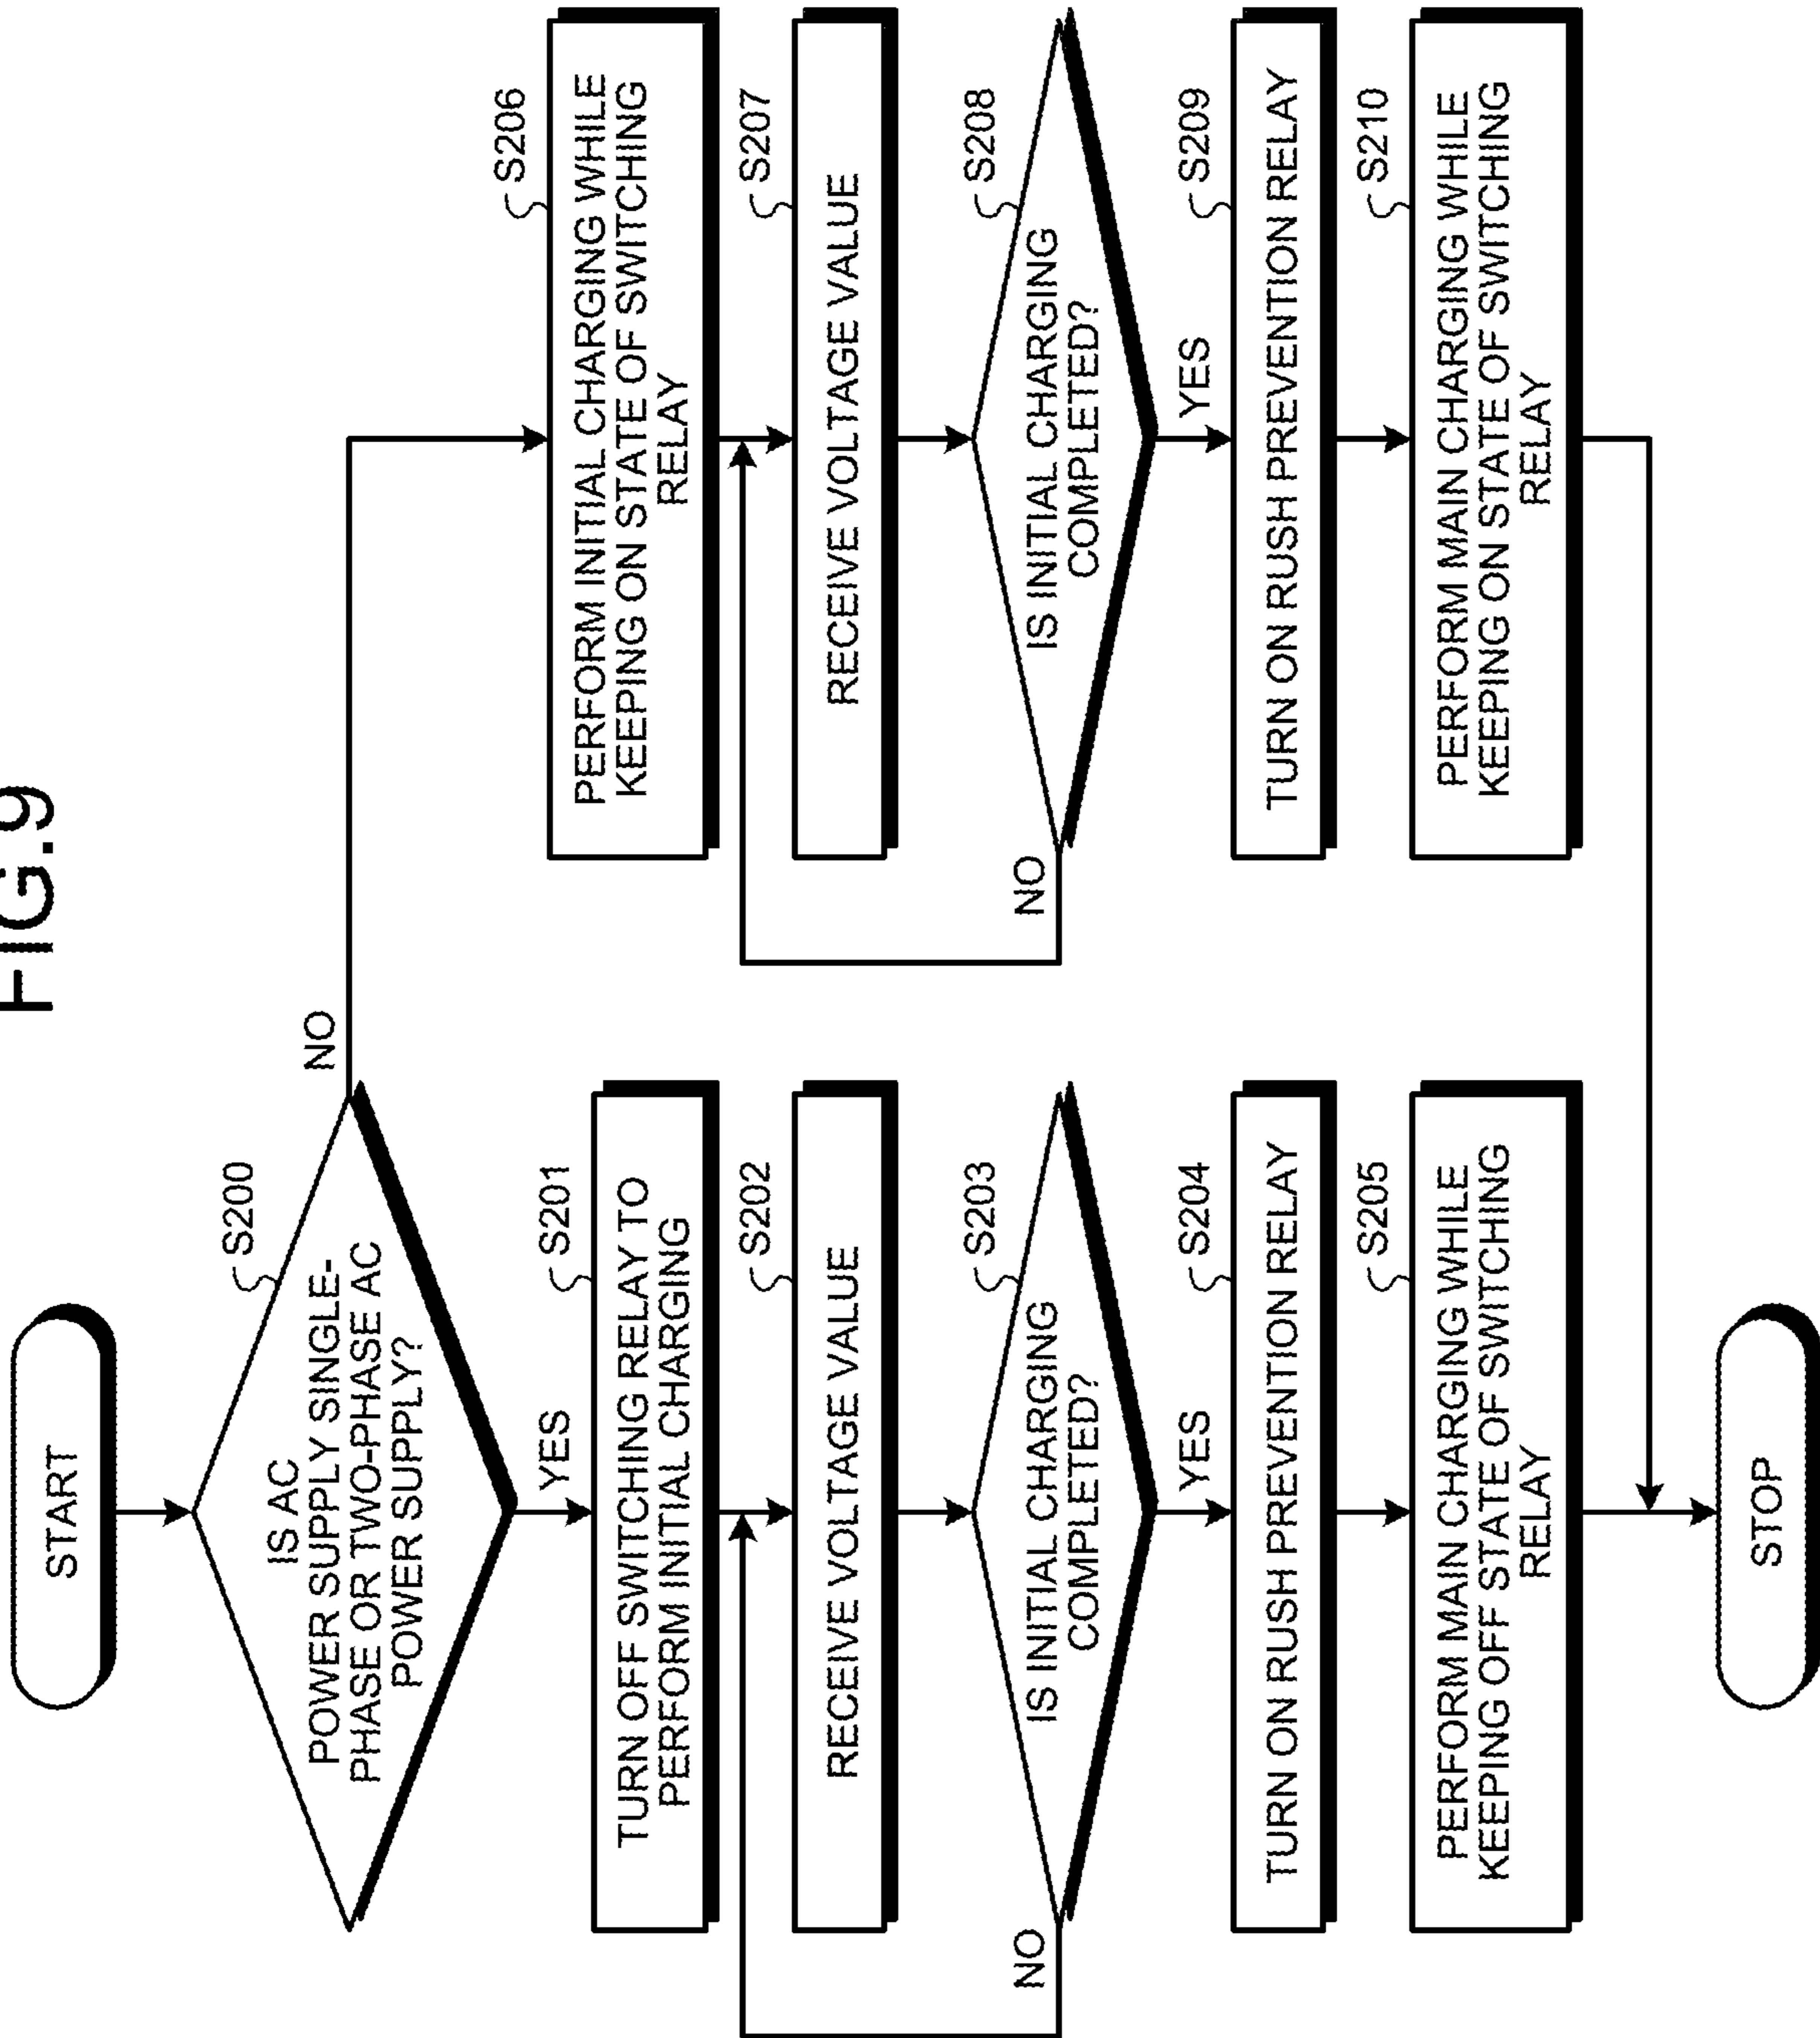 FIG.9
START
S200
IS AC
POWER SUPPLY SINGLE-
PHASE OR TWO-PHASE AC
POWER SUPPLY?
NO
YES
S201
TURN OFF SWITCHING RELAY TO
PERFORM INITIAL CHARGING
S202
RECEIVE VOLTAGE VALUE
S203
IS INITIAL CHARGING
COMPLETED?
NO
YES
S204
TURN ON RUSH PREVENTION RELAY
S205
PERFORM MAIN CHARGING WHILE
KEEPING OFF STATE OF SWITCHING
RELAY
S206
PERFORM INITIAL CHARGING WHILE
KEEPING ON STATE OF SWITCHING
RELAY
S207
RECEIVE VOLTAGE VALUE
S208
IS INITIAL CHARGING
COMPLETED?
NO
YES
S209
TURN ON RUSH PREVENTION RELAY
S210
PERFORM MAIN CHARGING WHILE
KEEPING ON STATE OF SWITCHING
RELAY
STOP